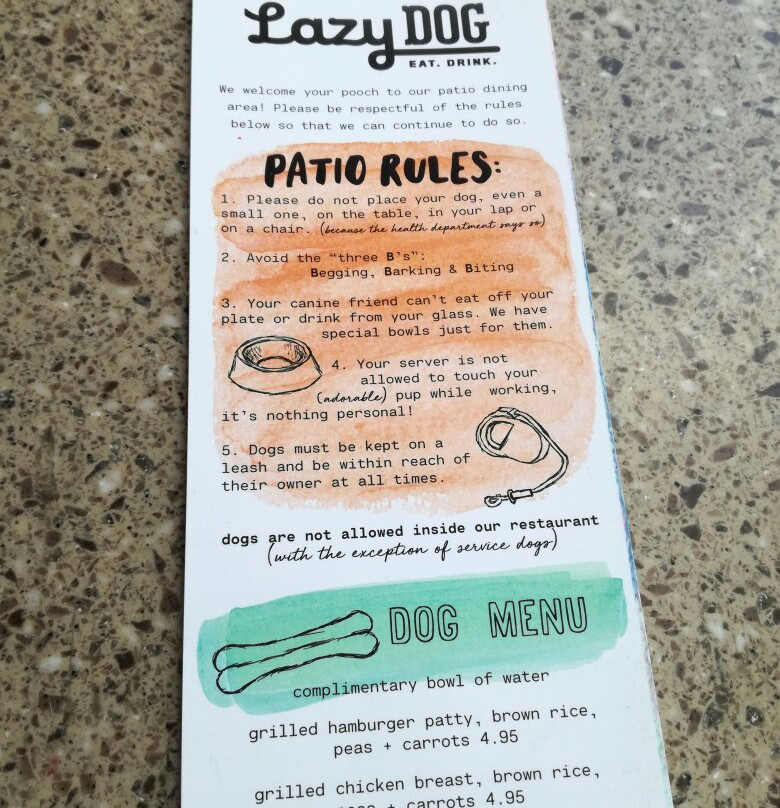 Lazy DOG
EAT. DRINK.
We welcome your pooch to our patio dining
area! Please be respectful of the rules
below so that we can continue to do so.
PATIO RULES:
1. Please do not place your dog, even a
small one, on the table, in your lap or
on a chair. (because the health department says so)
2. Avoid the “three B’s”:
Begging, Barking & Biting
3. Your canine friend can’t eat off your
plate or drink from your glass. We have
special bowls just for them.
4. Your server is not
allowed to touch your
(adorable) pup while working,
it’s nothing personal!
5. Dogs must be kept on a
leash and be within reach of
their owner at all times.
dogs are not allowed inside our restaurant
(with the exception of service dogs)
DOG MENU
complimentary bowl of water
grilled hamburger patty, brown rice,
peas + carrots 4.95
grilled chicken breast, brown rice,
peas + carrots 4.95